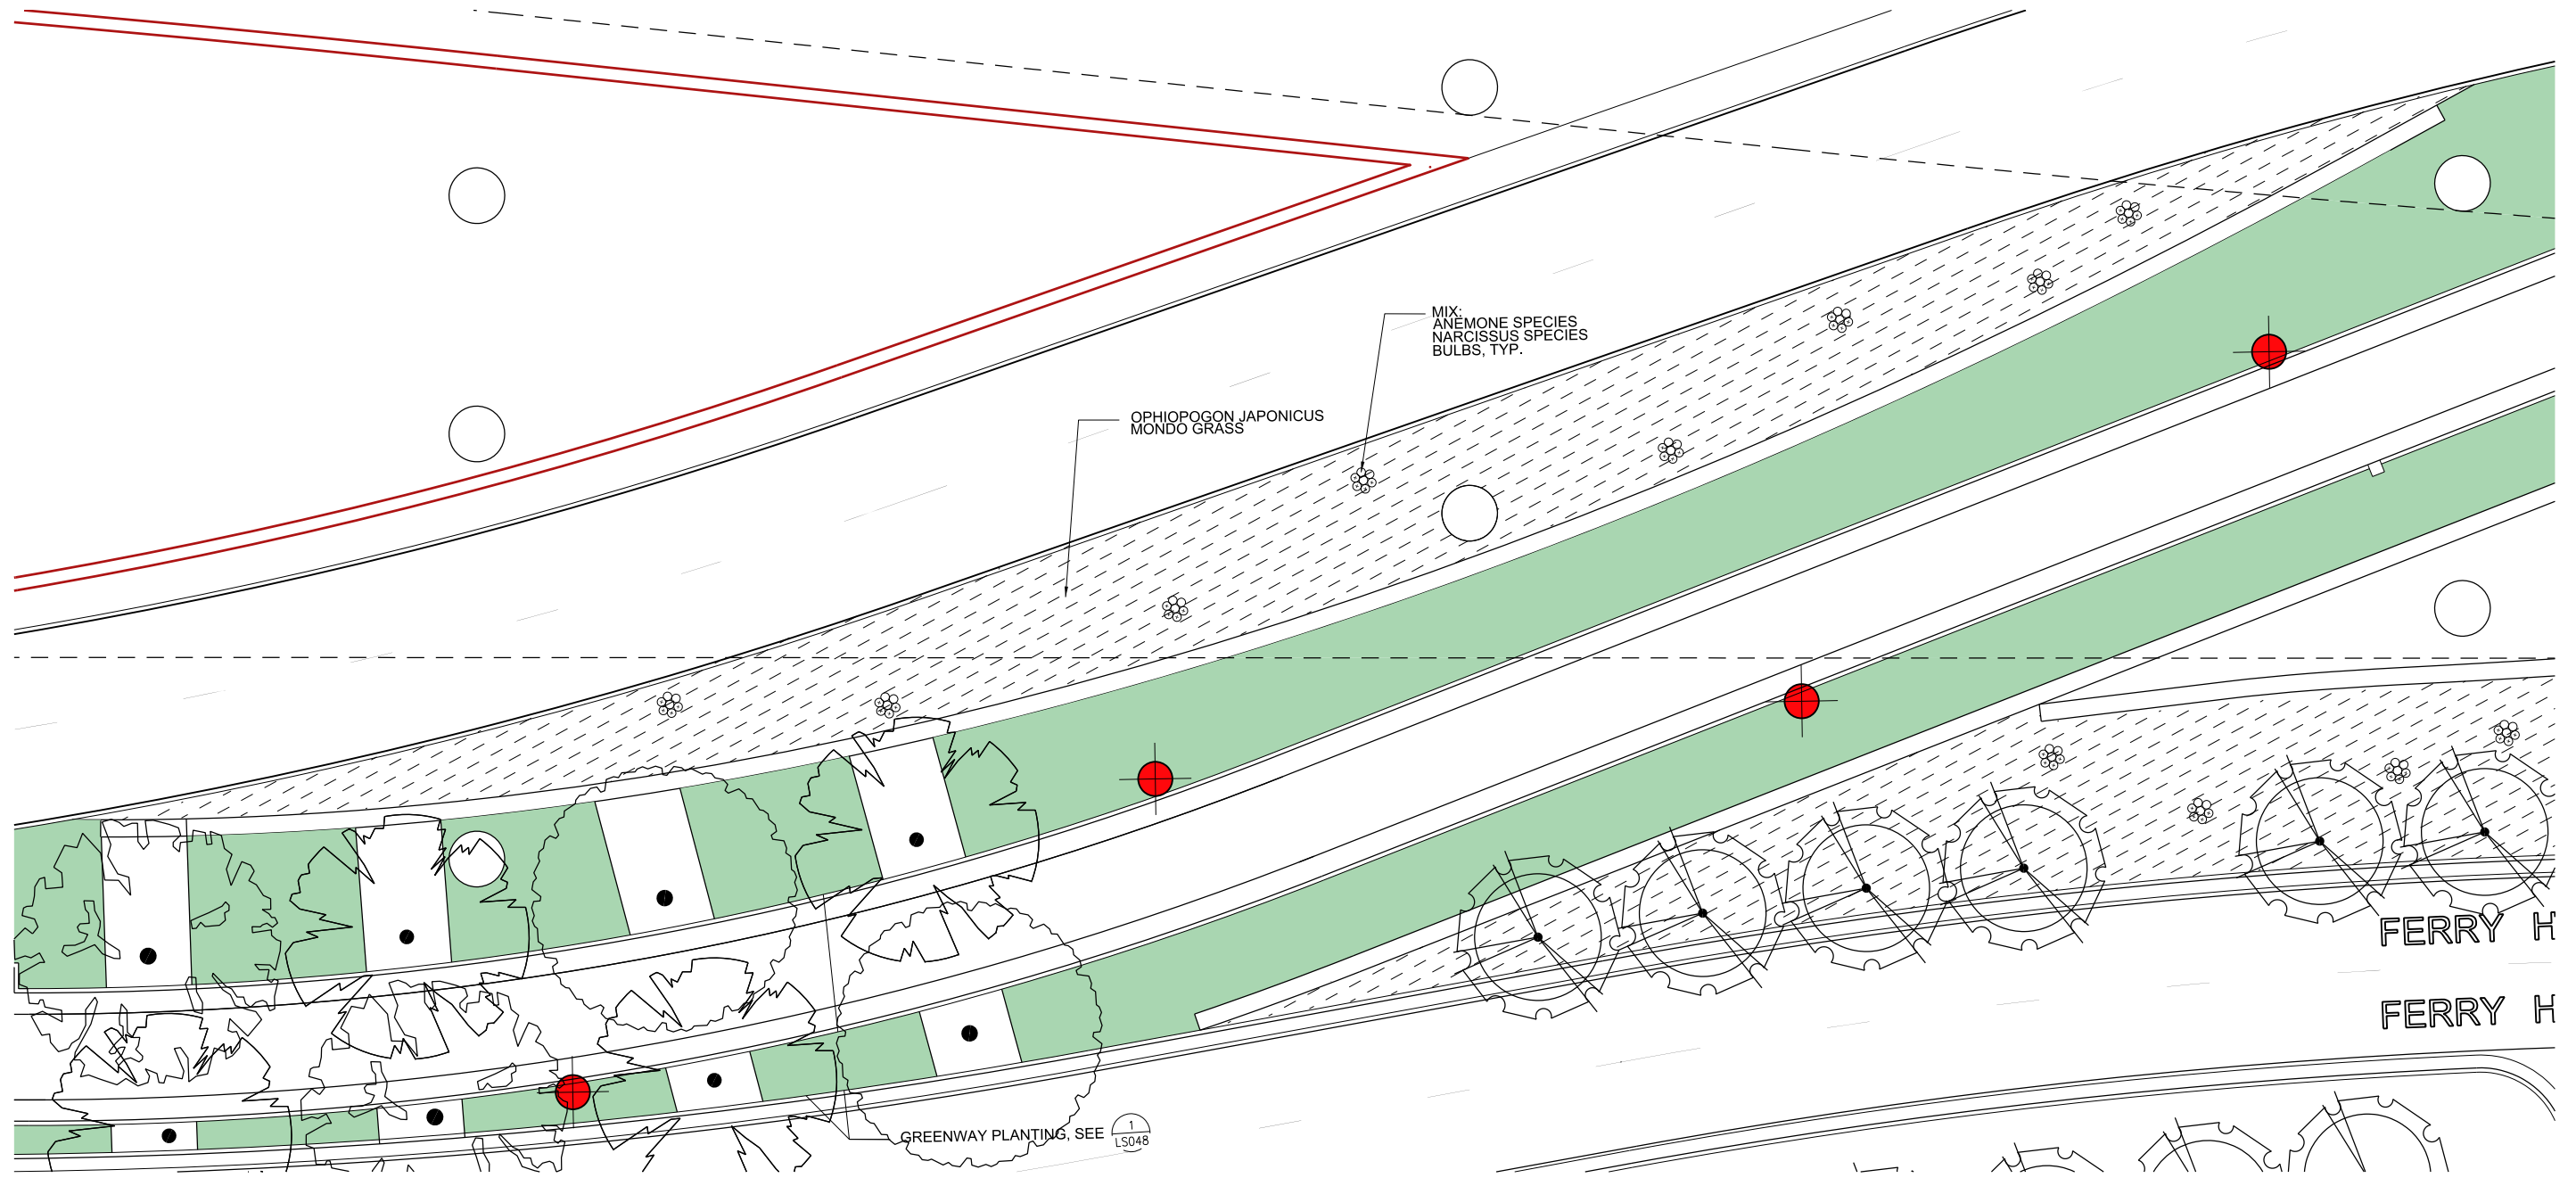 MIX:
ANEMONE SPECIES
NARCISSUS SPECIES
BULBS, TYP.
OPHIOPOGON JAPONICUS
MONDO GRASS
FERRY H
FERRY H
GREENWAY PLANTING, SEE
1
LS048